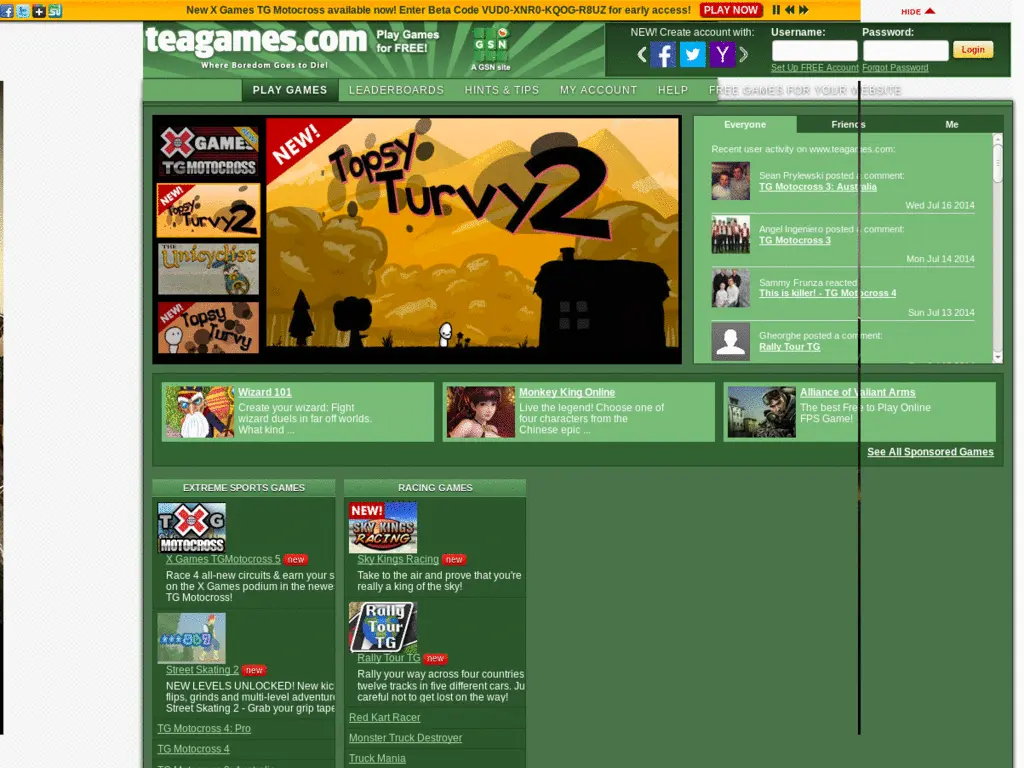 New X Games TG Motocross available now! Enter Beta Code VUD0-XNR0-KQOG-R8UZ for early access!
PLAY NOW
HIDE
teagames.com
Where Boredom Goes to Die!
Play Games
for FREE!
GSN
A GSN site
NEW! Create account with:
Username:
Password:
Login
Set Up FREE Account
Forgot Password
PLAY GAMES
LEADERBOARDS
HINTS & TIPS
MY ACCOUNT
HELP
FREE GAMES FOR YOUR WEBSITE
X GAMES
TG MOTOCROSS
NEW!
Topsy
Turvy2
THE
Unicyclist
NEW!
Topsy
Turvy
NEW!
Topsy
Turvy2
Everyone
Friends
Me
Recent user activity on www.teagames.com:
Sean Prylewski posted a comment:
TG Motocross 3: Australia
Wed Jul 16 2014
Angel Ingeniero posted a comment:
TG Motocross 3
Mon Jul 14 2014
Sammy Frunza reacted
This is killer! - TG Motocross 4
Sun Jul 13 2014
Gheorghe posted a comment:
Rally Tour TG
Wizard 101
Create your wizard: Fight
wizard duels in far off worlds.
What kind ...
Monkey King Online
Live the legend! Choose one of
four characters from the
Chinese epic ...
Alliance of Valiant Arms
The best Free to Play Online
FPS Game!
See All Sponsored Games
EXTREME SPORTS GAMES
TXG
MOTOCROSS
X Games TGMotocross 5 new
Race 4 all-new circuits & earn your s
on the X Games podium in the newe
TG Motocross!
Street Skating 2 new
NEW LEVELS UNLOCKED! New kic
flips, grinds and multi-level adventur
Street Skating 2 - Grab your grip tape
TG Motocross 4: Pro
TG Motocross 4
RACING GAMES
NEW!
SKY KINGS
RACING
Sky Kings Racing new
Take to the air and prove that you're
really a king of the sky!
Rally
Tour
TG
Rally Tour TG new
Rally your way across four countries
twelve tracks in five different cars. Ju
careful not to get lost on the way!
Red Kart Racer
Monster Truck Destroyer
Truck Mania